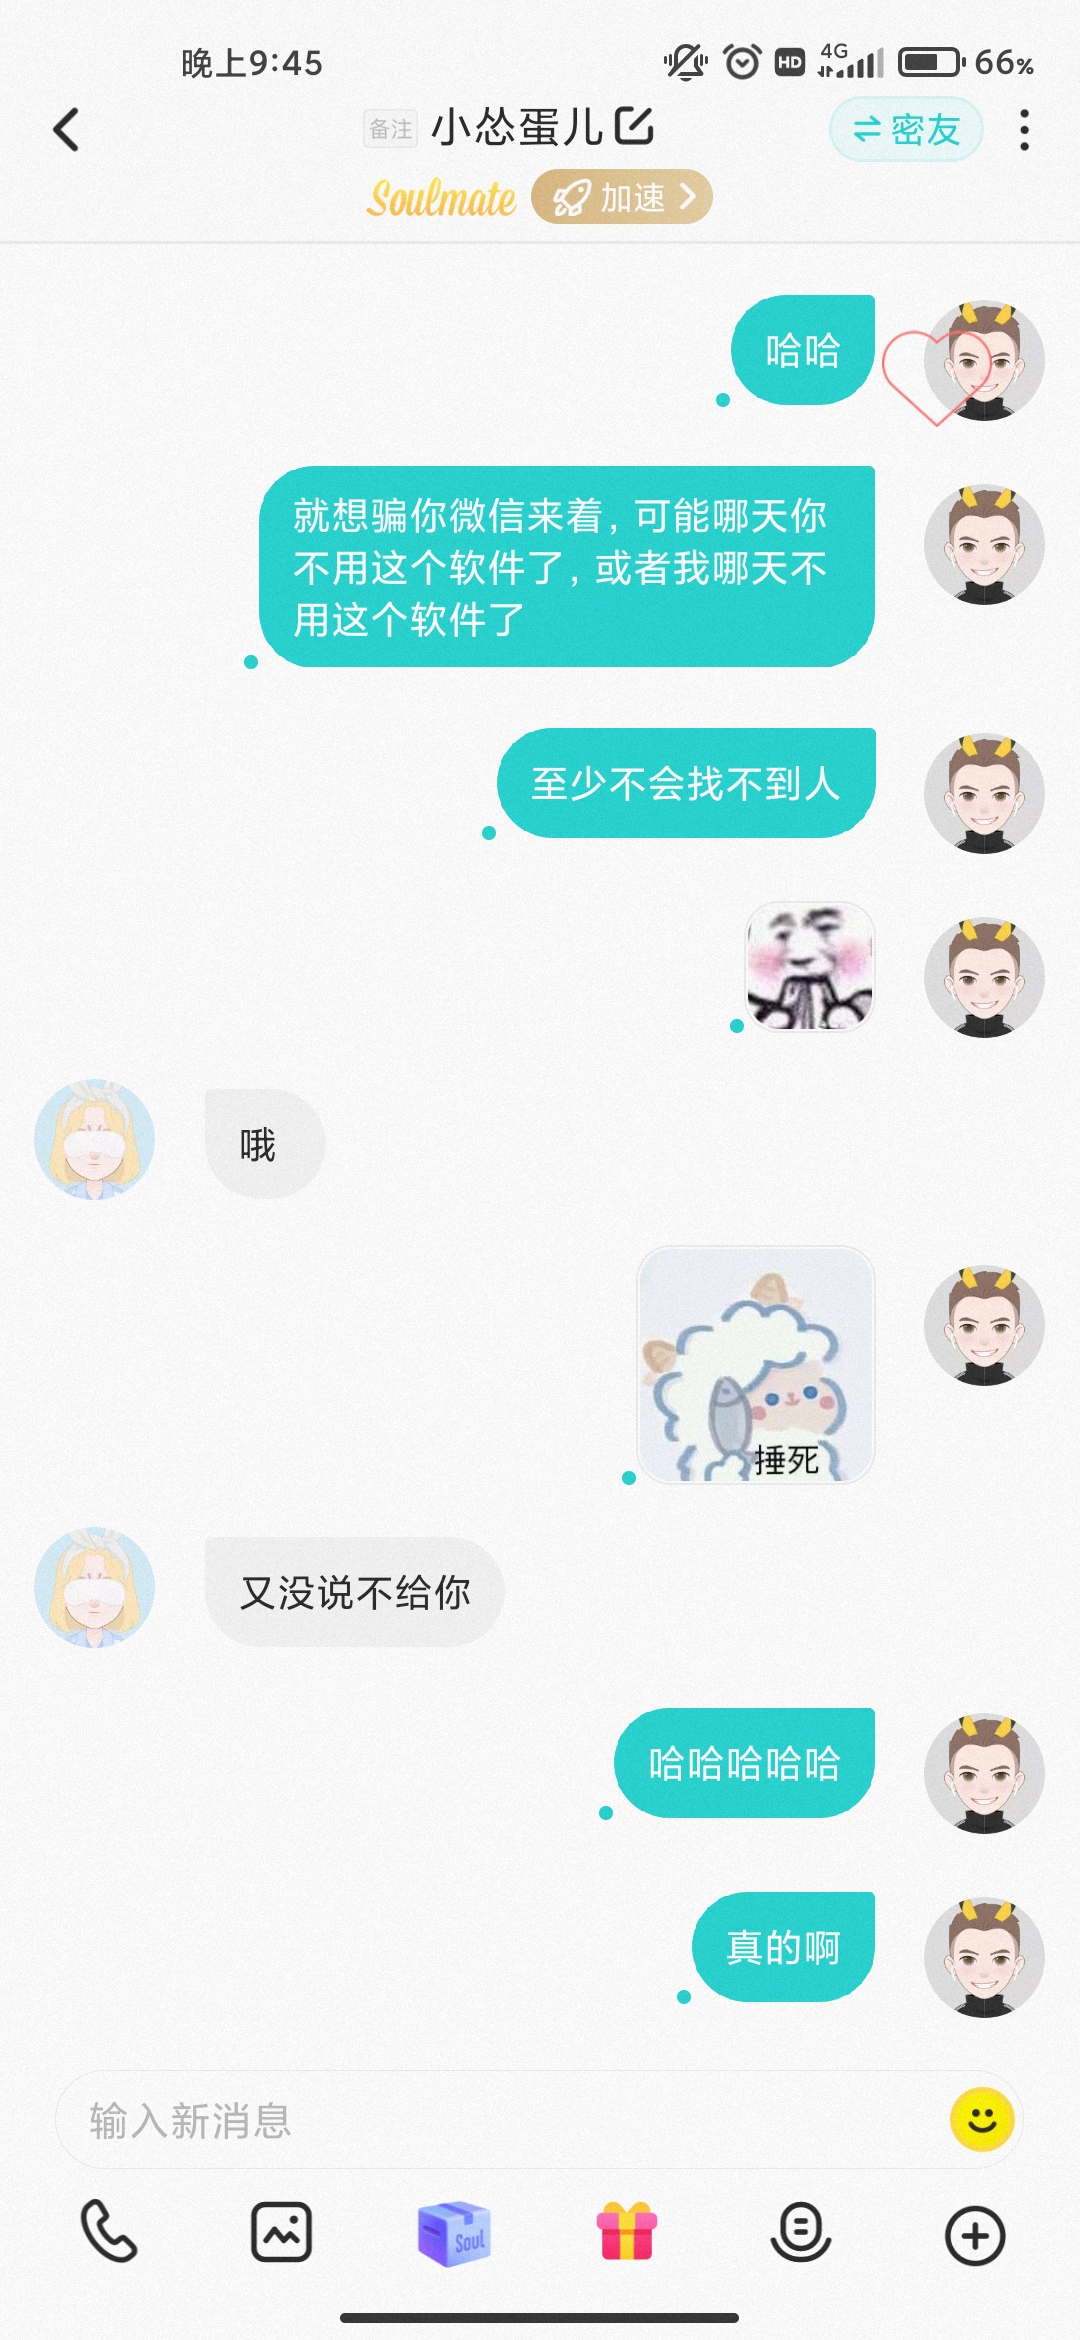 晚上9:45
HD
4G
66%
备注 小怂蛋儿
密友
Soulmate
加速
哈哈
就想骗你微信来着，可能哪天你
不用这个软件了，或者我哪天不
用这个软件了
至少不会找不到人
哦
捶死
又没说不给你
哈哈哈哈哈
真的啊
输入新消息
Soul